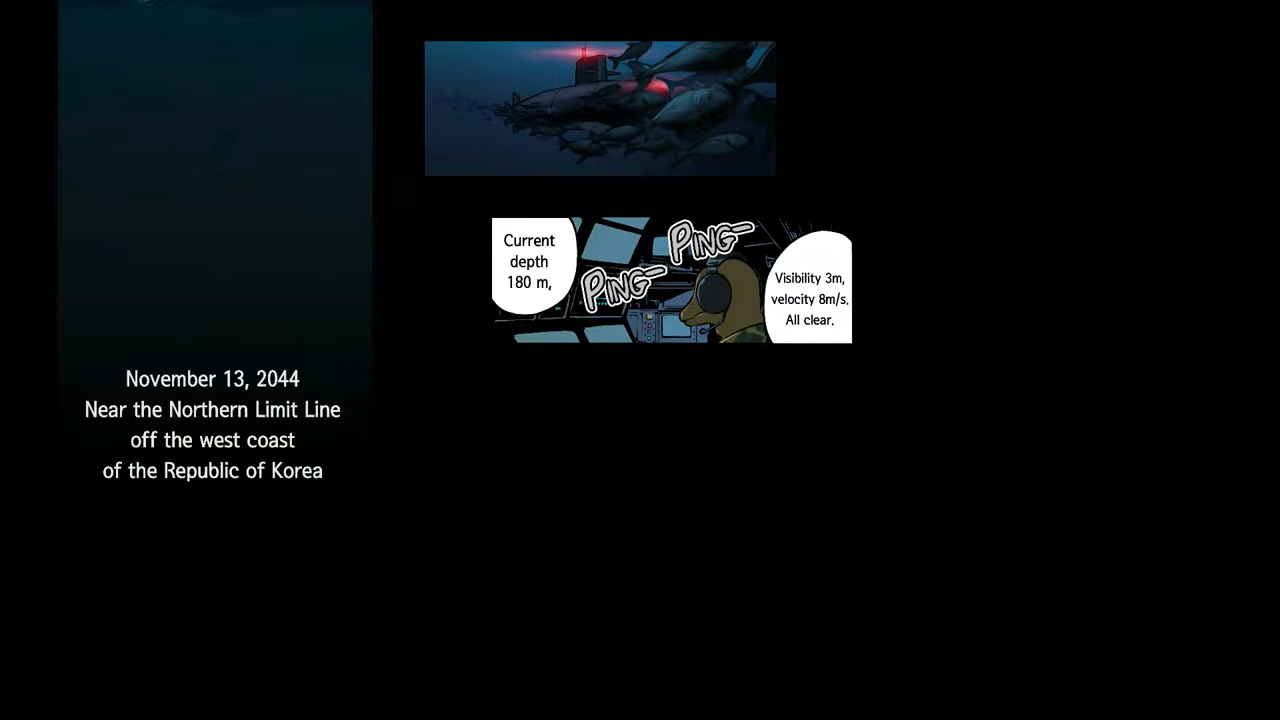 November 13, 2044
Near the Northern Limit Line
off the west coast
of the Republic of Korea
Current
depth
180 m,
PING-
PING-
Visibility 3m,
velocity 8m/s.
All clear.